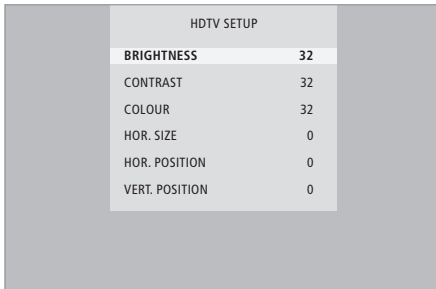 HDTV SETUP
BRIGHTNESS 32
CONTRAST 32
COLOUR 32
HOR. SIZE 0
HOR. POSITION 0
VERT. POSITION 0